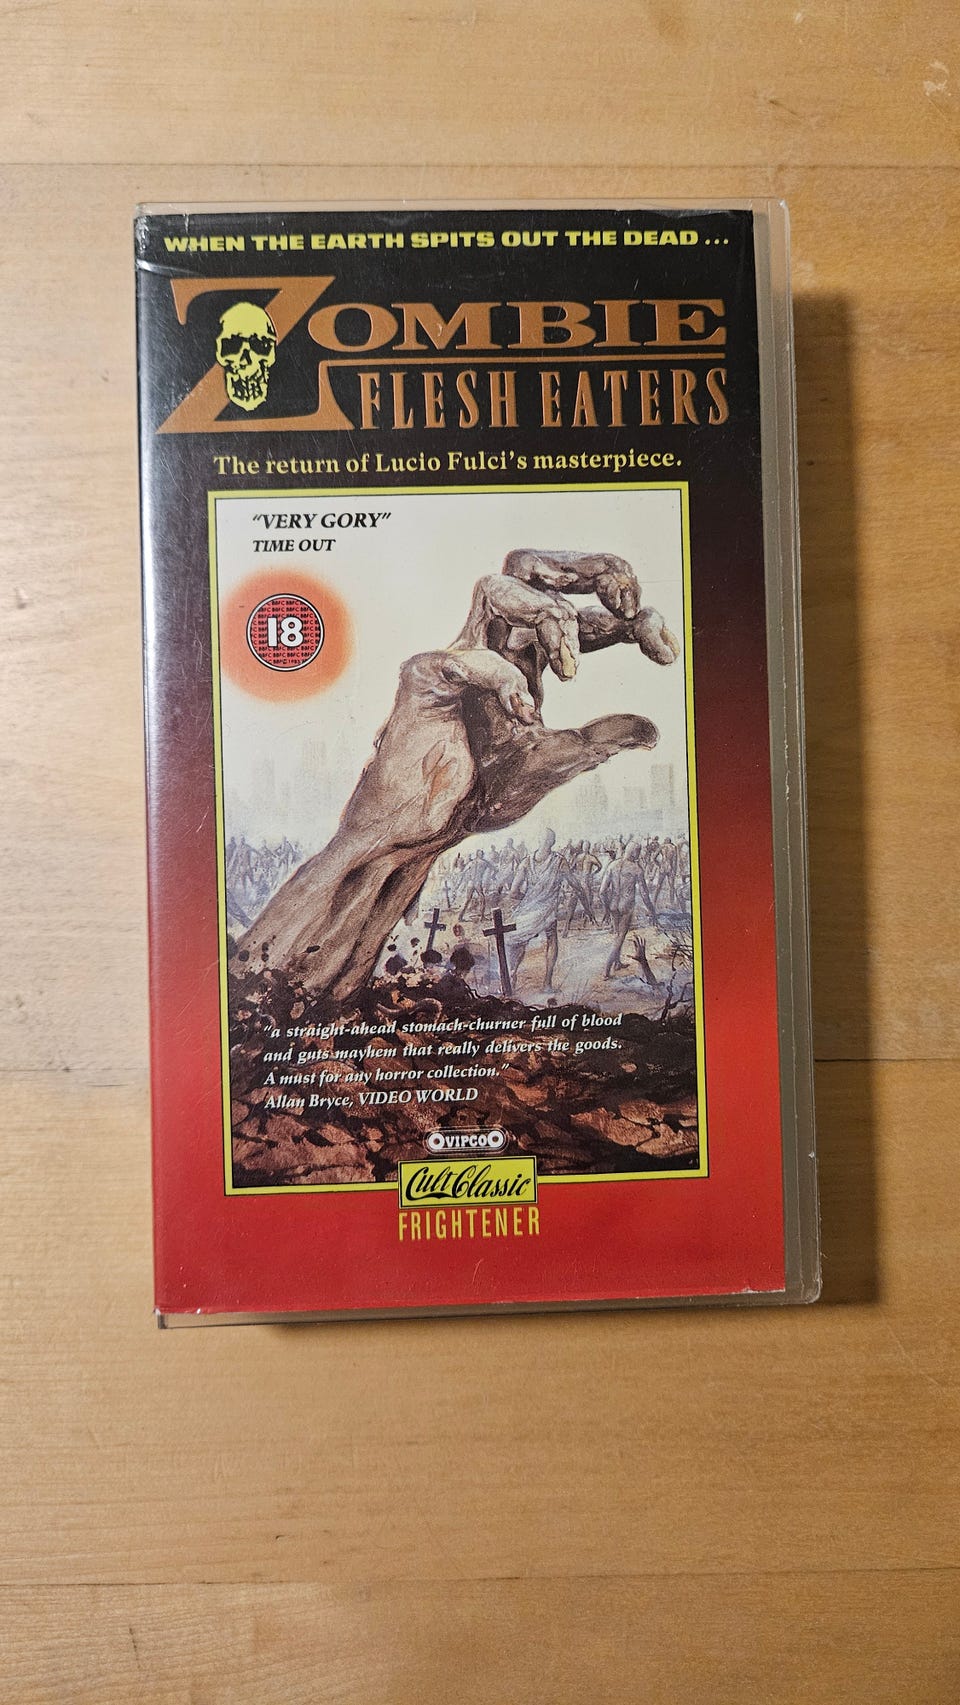 WHEN THE EARTH SPITS OUT THE DEAD...
ZOMBIE
FLESH EATERS
The return of Lucio Fulci's masterpiece.
"VERY GORY"
TIME OUT
18
"a straight-ahead stomach-churner full of blood
and guts mayhem that really delivers the goods.
A must for any horror collection."
Allan Bryce, VIDEO WORLD
VIPCO
Cult Classic
FRIGHTENER